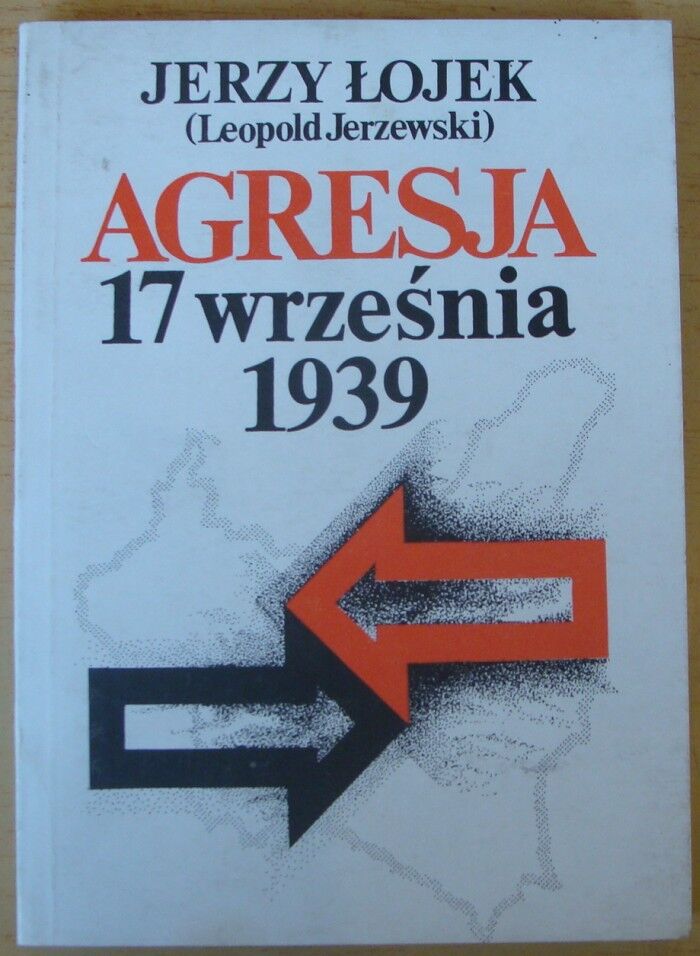 JERZY ŁOJEK
(Leopold Jerzewski)
AGRESJA
17 września
1939